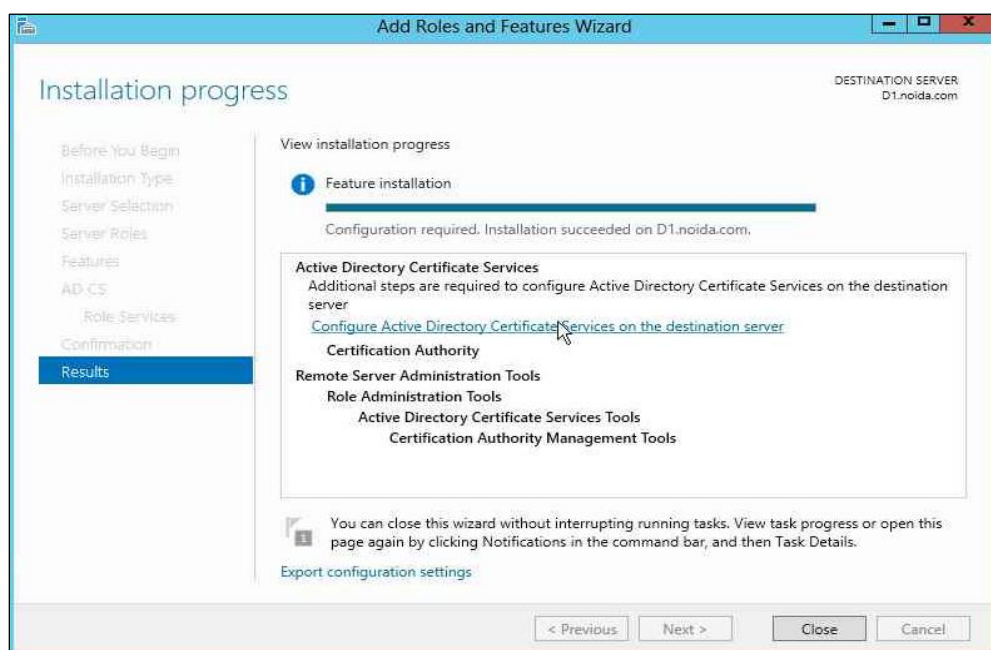 Add Roles and Features Wizard
Installation progress
DESTINATION SERVER
D1.noida.com
Before You Begin
Installation Type
Server Selection
Server Roles
Features
AD CS
Role Services
Confirmation
Results
View installation progress
Feature installation
Configuration required. Installation succeeded on D1.noida.com.
Active Directory Certificate Services
Additional steps are required to configure Active Directory Certificate Services on the destination
server
Configure Active Directory Certificate Services on the destination server
Certification Authority
Remote Server Administration Tools
Role Administration Tools
Active Directory Certificate Services Tools
Certification Authority Management Tools
1
You can close this wizard without interrupting running tasks. View task progress or open this
page again by clicking Notifications in the command bar, and then Task Details.
Export configuration settings
< Previous
Next >
Close
Cancel